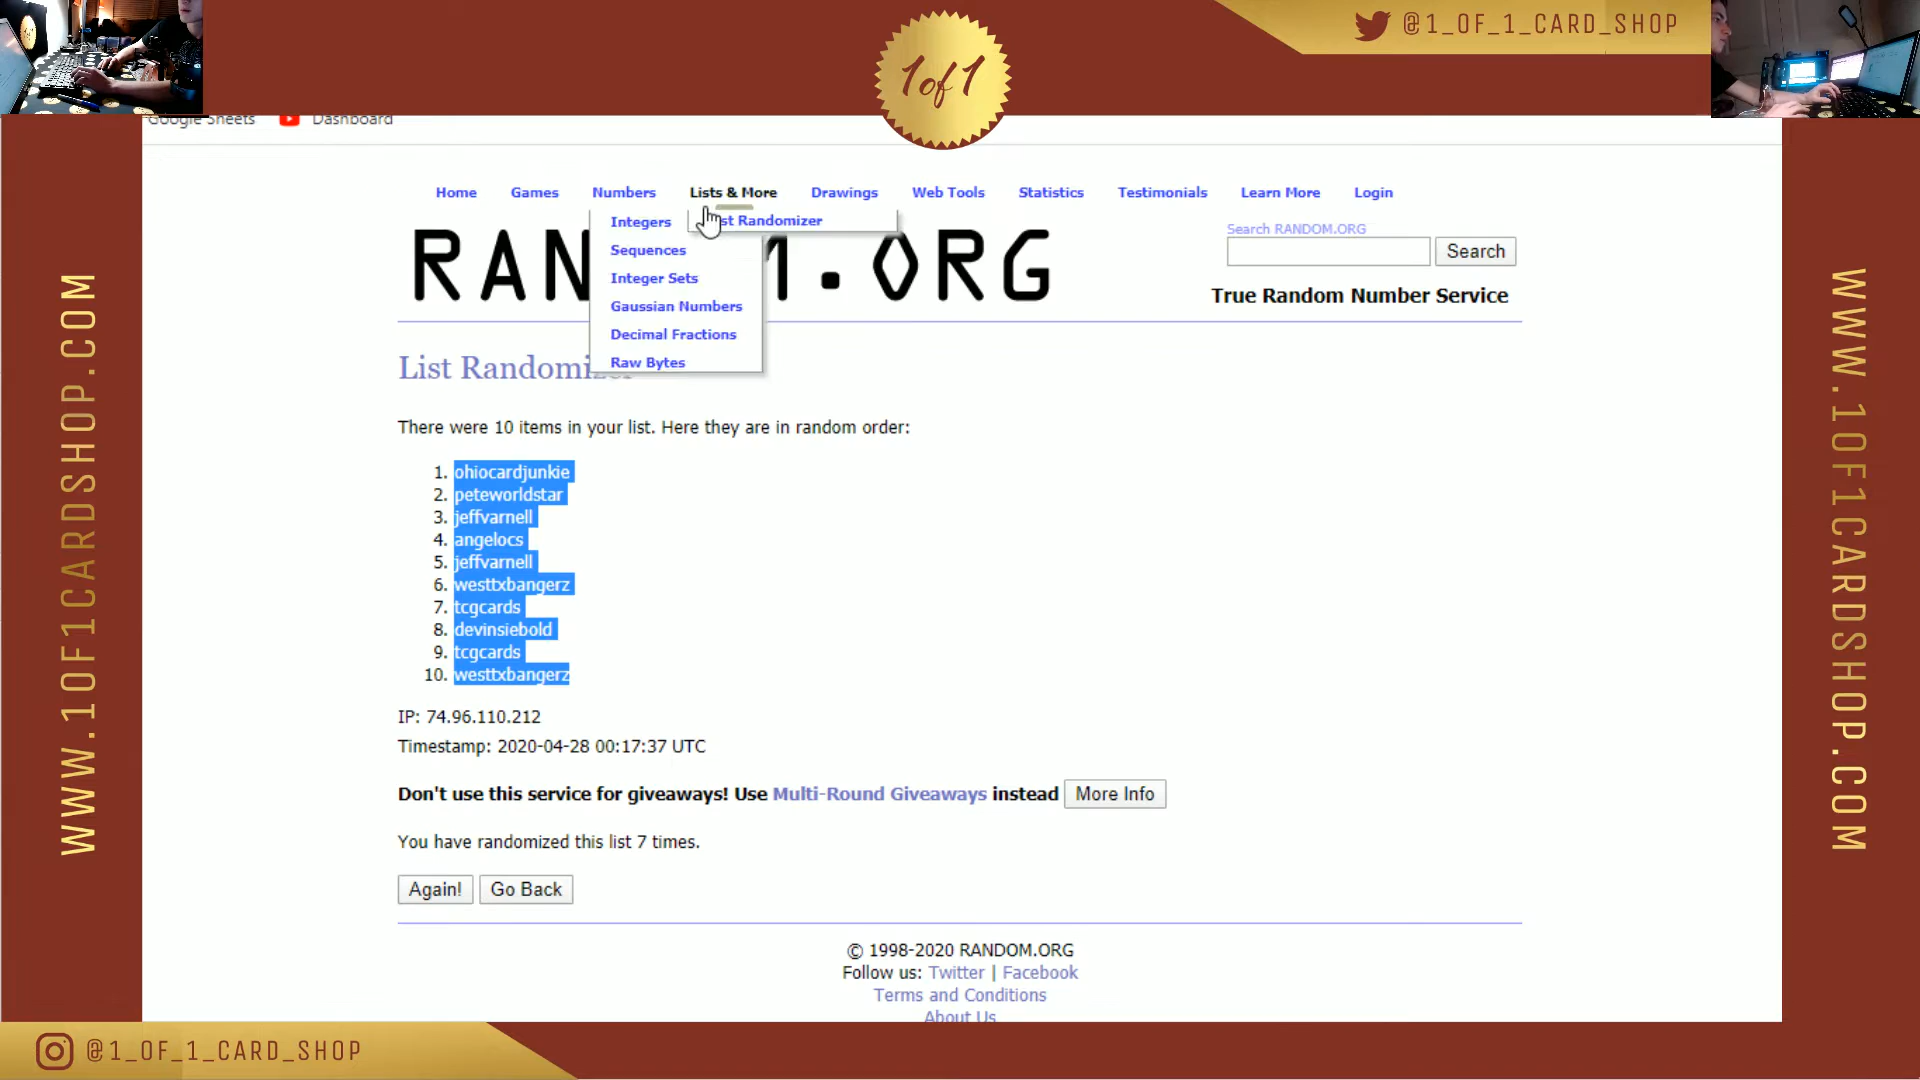 @1_OF_1_CARD_SHOP
1of1
Google Sheets Dashboard
Home Games Numbers Lists & More Drawings Web Tools Statistics Testimonials Learn More Login
Integers
Sequences
Integer Sets
Gaussian Numbers
Decimal Fractions
Raw Bytes
Randomizer
Search RANDOM.ORG
Search
True Random Number Service
List
There were 10 items in your list. Here they are in random order:
1. ohiocardjunkie
2. peteworldstar
3. jeffvarnell
4. angelocs
5. jeffvarnell
6. westtxbangerz
7. tcgcards
8. devinsiebold
9. tcgcards
10. westtxbangerz
IP: 74.96.110.212
Timestamp: 2020-04-28 00:17:37 UTC
Don't use this service for giveaways! Use Multi-Round Giveaways instead More Info
You have randomized this list 7 times.
Again! Go Back
© 1998-2020 RANDOM.ORG
Follow us: Twitter | Facebook
Terms and Conditions
About Us
WWW.1OF1CARDSHOP.COM
WWW.1OF1CARDSHOP.COM
@1_OF_1_CARD_SHOP